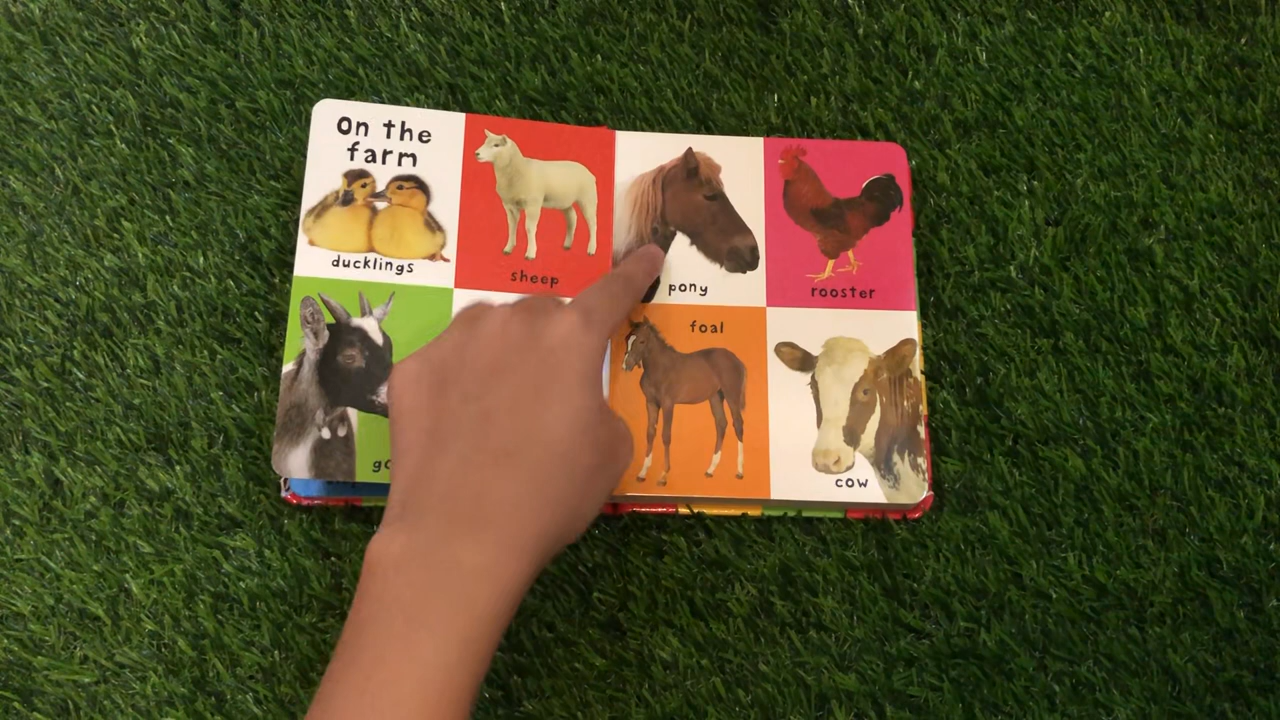 On the
farm
ducklings
sheep
pony
rooster
foal
cow